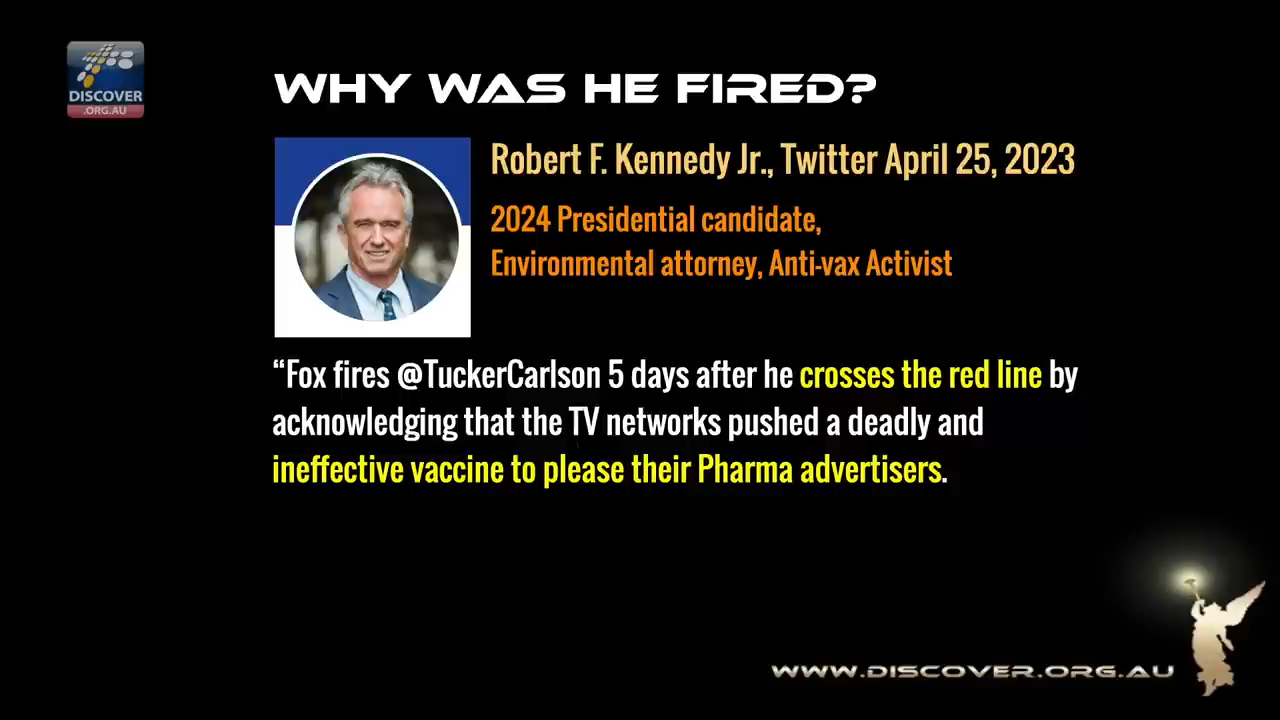 DISCOVER
.ORG.AU
WHY WAS HE FIRED?
Robert F. Kennedy Jr., Twitter April 25, 2023
2024 Presidential candidate,
Environmental attorney, Anti-vax Activist
“Fox fires @TuckerCarlson 5 days after he crosses the red line by
acknowledging that the TV networks pushed a deadly and
ineffective vaccine to please their Pharma advertisers.
WWW.DISCOVER.ORG.AU